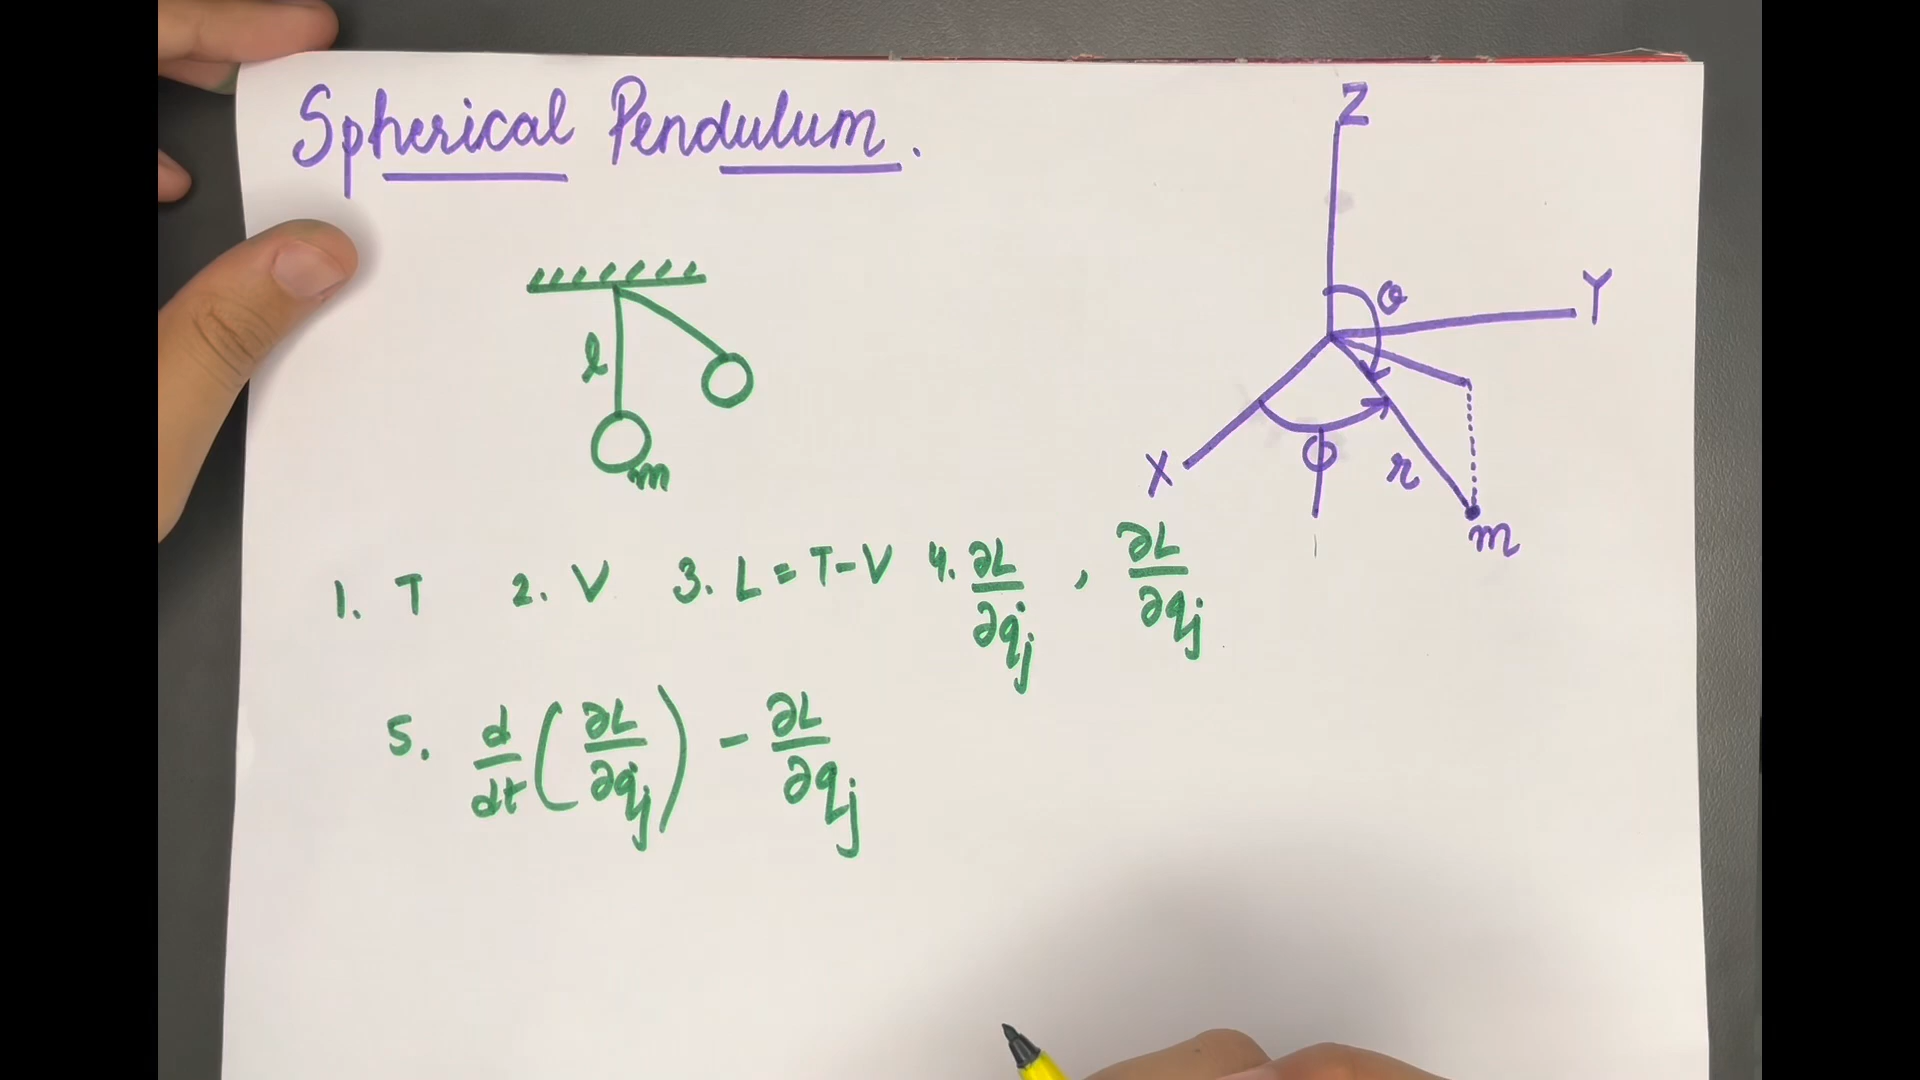 Spherical Pendulum.
Z
Y
θ
X
ϕ
r
m
l
m
1. T 2. V 3. L = T-V 4. ∂L/∂q̇j , ∂L/∂qj
5. d/dt (∂L/∂q̇j) - ∂L/∂qj